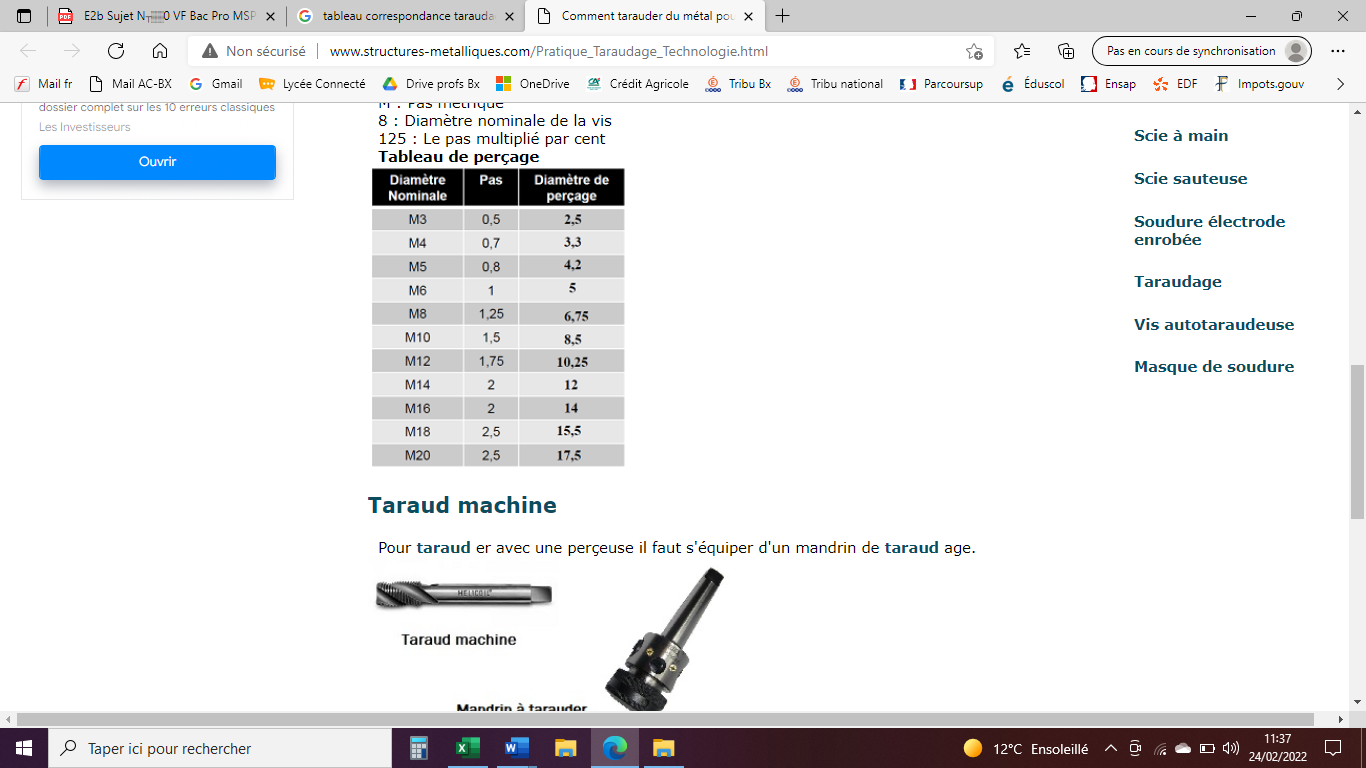 E2b Sujet N
0 VF Bac Pro MSP
tableau correspondance tarauda
Comment tarauder du métal pou
Non sécurisé
www.structures-metalliques.com/Pratique_Taraudage_Technologie.html
Pas en cours de synchronisation
Mail fr
Mail AC-BX
Gmail
Lycée Connecté
Drive profs Bx
OneDrive
Crédit Agricole
Tribu Bx
Tribu national
Parcoursup
Éduscol
Ensap
EDF
Impots.gouv
dossier complet sur les 10 erreurs classiques
Les Investisseurs
Ouvrir
M : Pas métrique
8 : Diamètre nominale de la vis
125 : Le pas multiplié par cent
Tableau de perçage
Diamètre Nominale Pas Diamètre de perçage
M3 0,5 2,5
M4 0,7 3,3
M5 0,8 4,2
M6 1 5
M8 1,25 6,75
M10 1,5 8,5
M12 1,75 10,25
M14 2 12
M16 2 14
M18 2,5 15,5
M20 2,5 17,5
Taraud machine
Pour taraud er avec une perçeuse il faut s'équiper d'un mandrin de taraud age.
HELICOIL
Taraud machine
Mandrin à tarauder
Scie à main
Scie sauteuse
Soudure électrode
enrobée
Taraudage
Vis autotaraudeuse
Masque de soudure
Taper ici pour rechercher
12°C Ensoleillé
11:37
24/02/2022